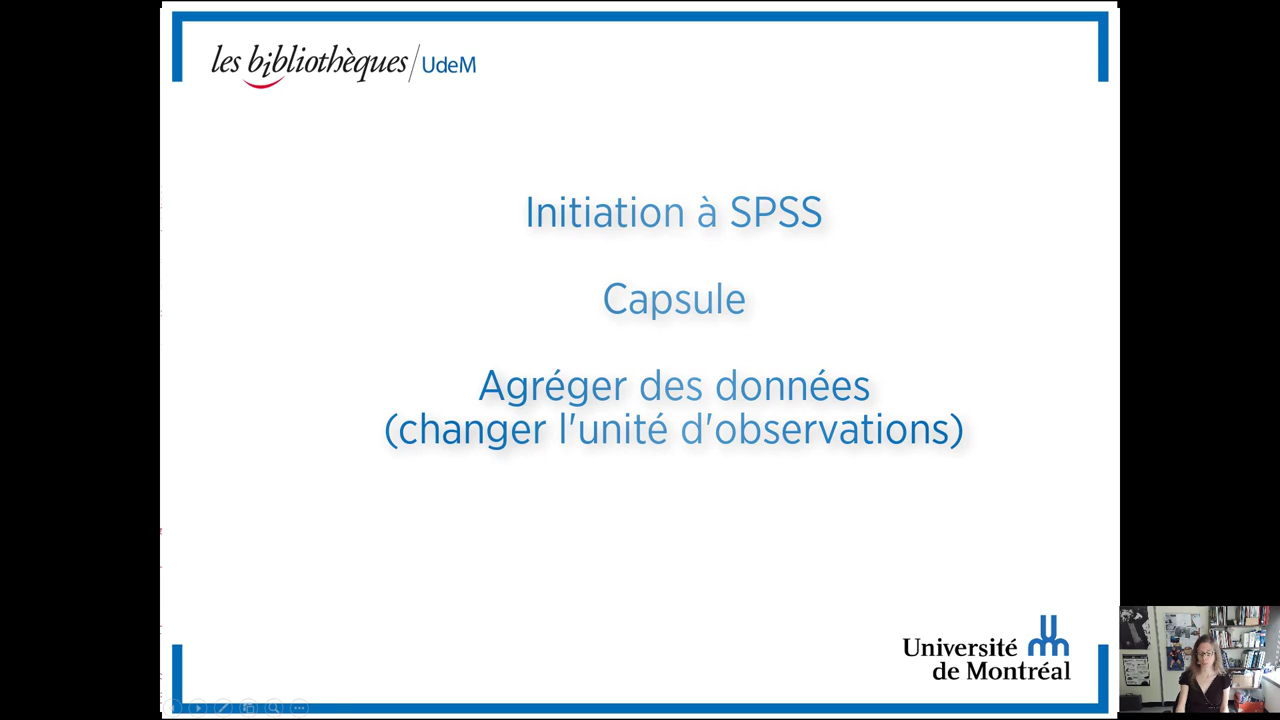 les bibliothèques/UdeM
Initiation à SPSS
Capsule
Agréger des données
(changer l'unité d'observations)
Université
de Montréal